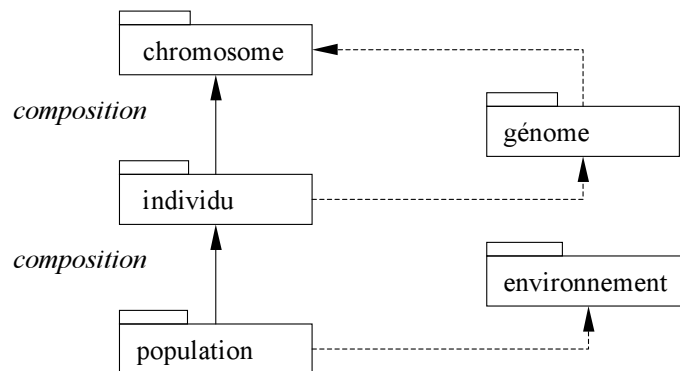 chromosome
composition
génome
individu
composition
environnement
population